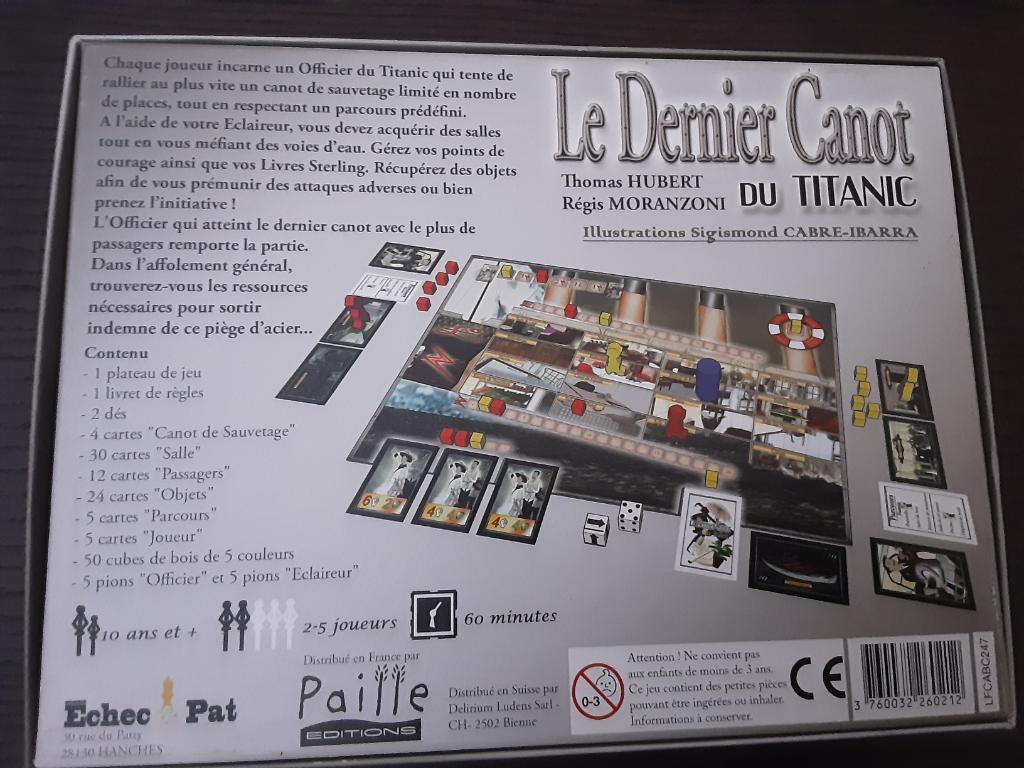 Chaque joueur incarne un Officier du Titanic qui tente de
rallier au plus vite un canot de sauvetage limité en nombre
de places, tout en respectant un parcours prédéfini.
A l'aide de votre Eclaireur, vous devez acquérir des salles
tout en vous méfiant des voies d'eau. Gérez vos points de
courage ainsi que vos Livres Sterling. Récupérez des objets
afin de vous prémunir des attaques adverses ou bien
prenez l'initiative !
L'Officier qui atteint le dernier canot avec le plus de
passagers remporte la partie.
Dans l'affolement général,
trouverez-vous les ressources
nécessaires pour sortir
indemne de ce piège d'acier...
Le Dernier Canot
DU TITANIC
Thomas HUBERT
Régis MORANZONI
Illustrations Sigismond CABRE-IBARRA
Contenu
- 1 plateau de jeu
- 1 livret de règles
- 2 dés
- 4 cartes "Canot de Sauvetage"
- 30 cartes "Salle"
- 12 cartes "Passagers"
- 24 cartes "Objets"
- 5 cartes "Parcours"
- 5 cartes "Joueur"
- 50 cubes de bois de 5 couleurs
- 5 pions "Officier" et 5 pions "Eclaireur"
10 ans et +
2-5 joueurs
60 minutes
Echec Pat
28130 HANCHES
Distribué en France par
Paille
EDITIONS
Distribué en Suisse par
Delirium Ludens Sarl -
CH- 2502 Bienne
0-3
Attention ! Ne convient pas
aux enfants de moins de 3 ans.
Ce jeu contient des petites pièces
pouvant être ingérées ou inhaler.
Informations à conserver.
CE
3 760032 260212
LFCABC247